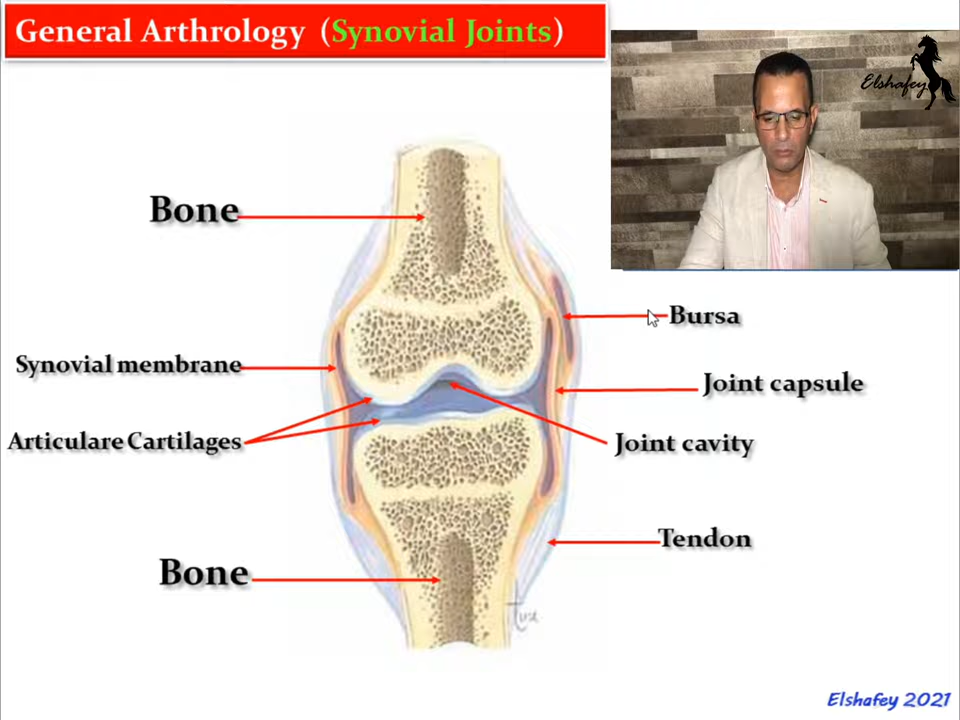 General Arthrology (Synovial Joints)
Elshafey
Bone
Bursa
Synovial membrane
Joint capsule
Articulare Cartilages
Joint cavity
Tendon
Bone
Elshafey 2021